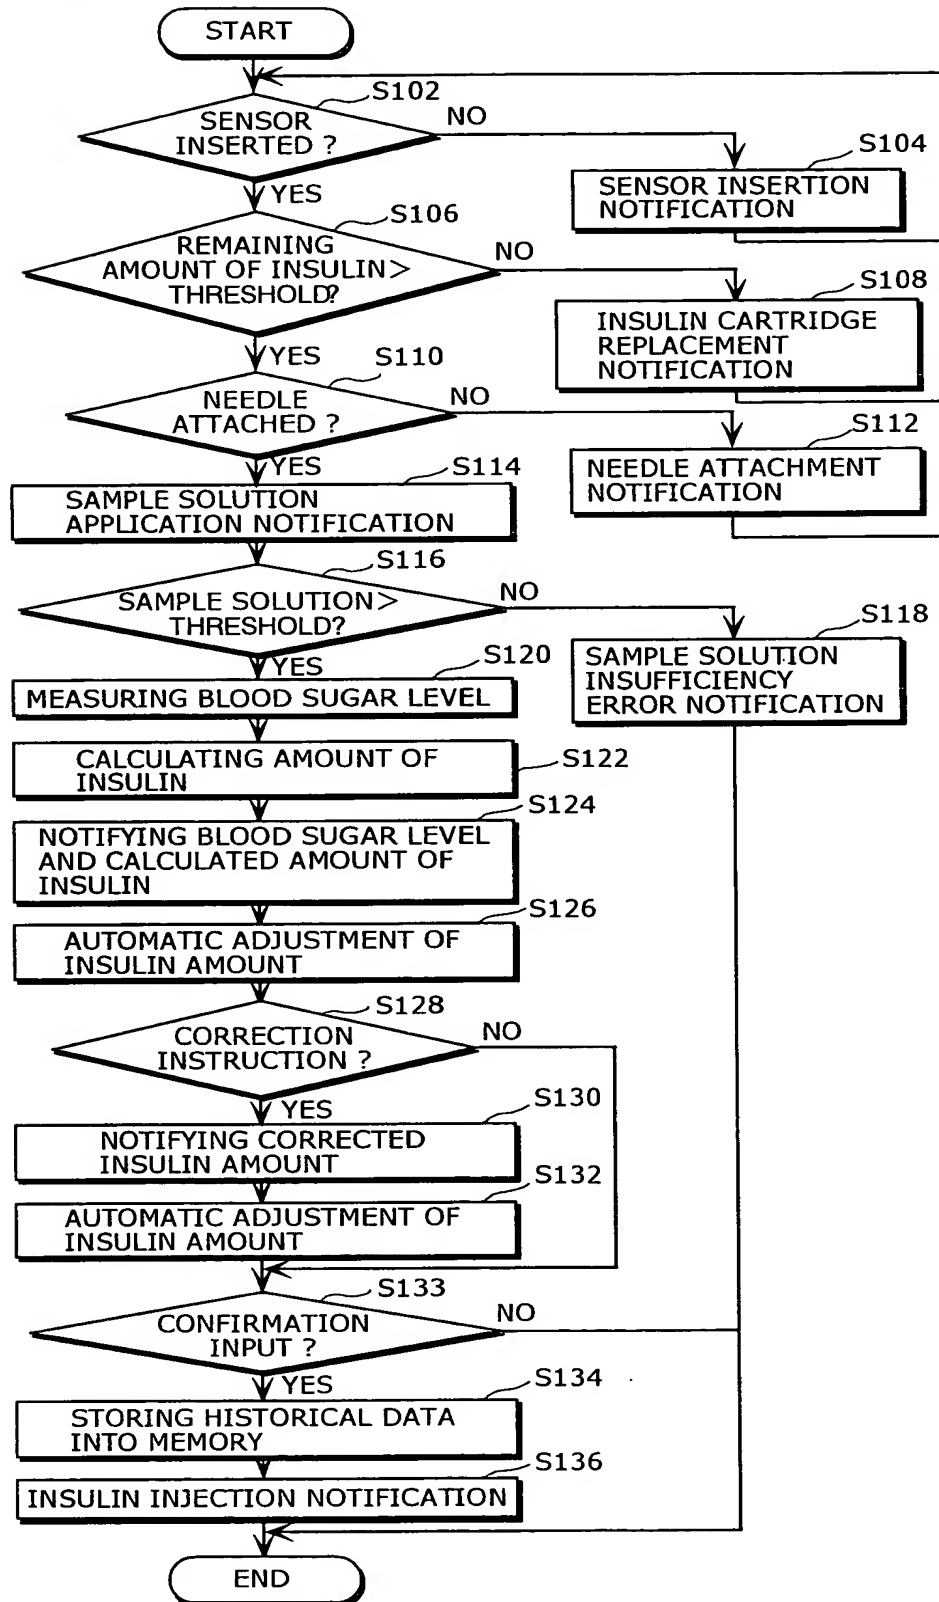 START
S102
SENSOR
INSERTED ?
NO
YES
S104
SENSOR INSERTION
NOTIFICATION
S106
REMAINING
AMOUNT OF INSULIN>
THRESHOLD?
NO
YES
S108
INSULIN CARTRIDGE
REPLACEMENT
NOTIFICATION
S110
NEEDLE
ATTACHED ?
NO
YES
S112
NEEDLE ATTACHMENT
NOTIFICATION
S114
SAMPLE SOLUTION
APPLICATION NOTIFICATION
S116
SAMPLE SOLUTION>
THRESHOLD?
NO
YES
S118
SAMPLE SOLUTION
INSUFFICIENCY
ERROR NOTIFICATION
S120
MEASURING BLOOD SUGAR LEVEL
S122
CALCULATING AMOUNT OF
INSULIN
S124
NOTIFYING BLOOD SUGAR LEVEL
AND CALCULATED AMOUNT OF
INSULIN
S126
AUTOMATIC ADJUSTMENT OF
INSULIN AMOUNT
S128
CORRECTION
INSTRUCTION ?
NO
YES
S130
NOTIFYING CORRECTED
INSULIN AMOUNT
S132
AUTOMATIC ADJUSTMENT OF
INSULIN AMOUNT
S133
CONFIRMATION
INPUT ?
NO
YES
S134
STORING HISTORICAL DATA
INTO MEMORY
S136
INSULIN INJECTION NOTIFICATION
END